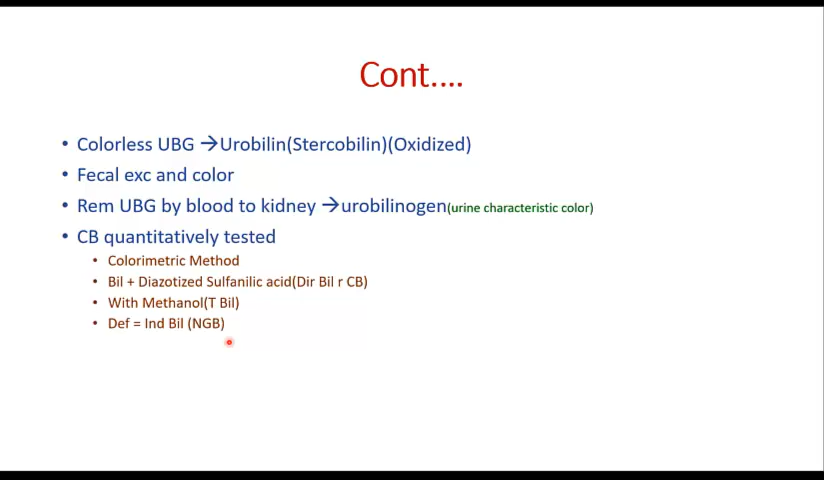 Cont....
• Colorless UBG →Urobilin(Stercobilin)(Oxidized)
• Fecal exc and color
• Rem UBG by blood to kidney →urobilinogen(urine characteristic color)
• CB quantitatively tested
• Colorimetric Method
• Bil + Diazotized Sulfanilic acid(Dir Bil r CB)
• With Methanol(T Bil)
• Def = Ind Bil (NGB)